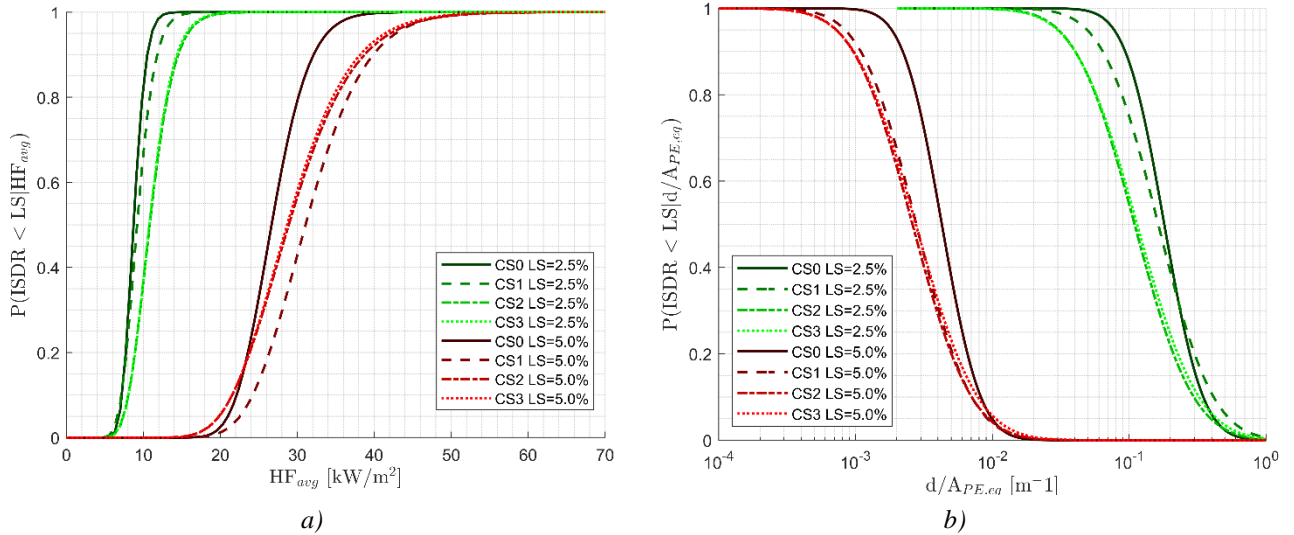 1
0.8
0.6
0.4
0.2
0
P(ISDR < LS|HF_avg)
CS0 LS=2.5%
CS1 LS=2.5%
CS2 LS=2.5%
CS3 LS=2.5%
CS0 LS=5.0%
CS1 LS=5.0%
CS2 LS=5.0%
CS3 LS=5.0%
0 10 20 30 40 50 60 70
HF_avg [kW/m²]
a)
1
0.8
0.6
0.4
0.2
0
P(ISDR < LS|d/A_PE,eq)
CS0 LS=2.5%
CS1 LS=2.5%
CS2 LS=2.5%
CS3 LS=2.5%
CS0 LS=5.0%
CS1 LS=5.0%
CS2 LS=5.0%
CS3 LS=5.0%
10⁻⁴ 10⁻³ 10⁻² 10⁻¹ 10⁰
d/A_PE,eq [m⁻1]
b)